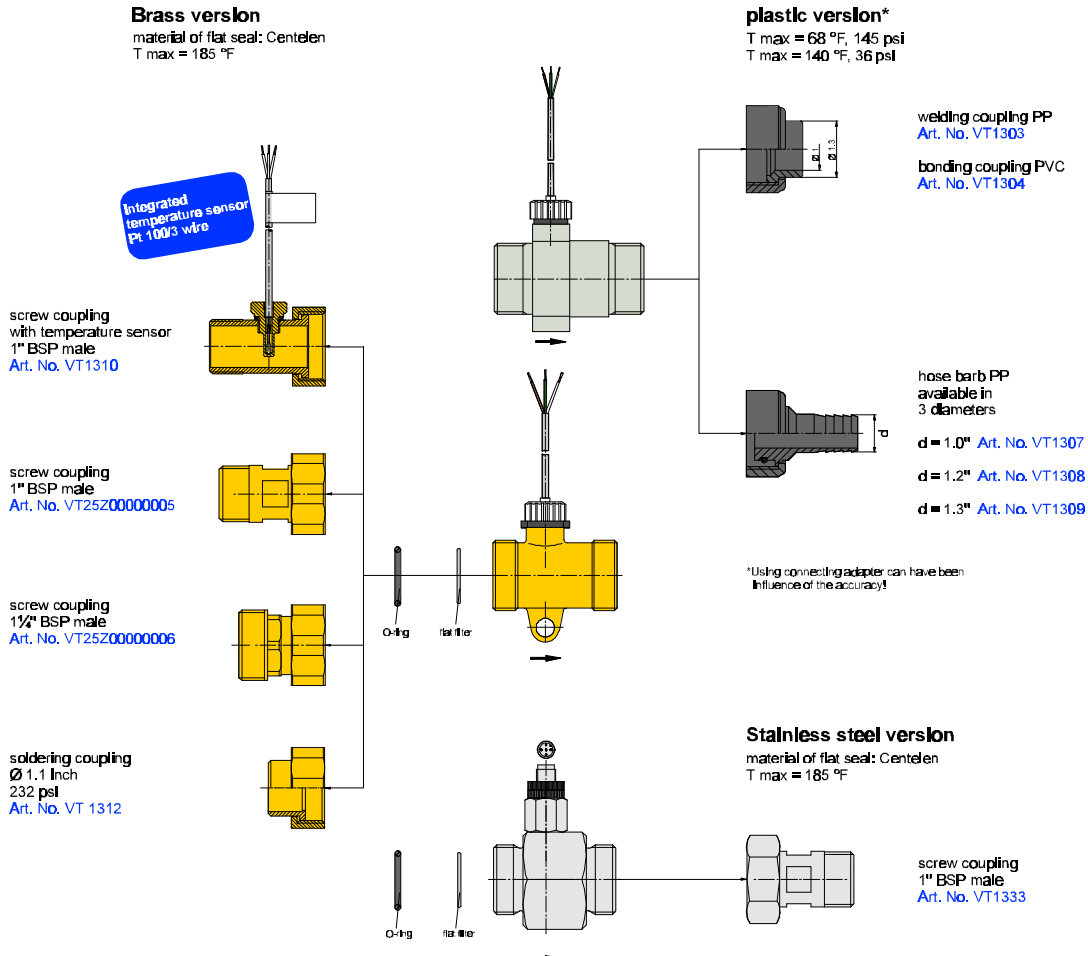 Brass version
material of flat seal: Centelen
T max = 185 °F
Integrated
temperature sensor
Pt 100/3 wire
screw coupling
with temperature sensor
1" BSP male
Art. No. VT1310
screw coupling
1" BSP male
Art. No. VT25Z00000005
screw coupling
1¼" BSP male
Art. No. VT25Z00000006
soldering coupling
Ø 1.1 Inch
232 psi
Art. No. VT 1312
O-ring
flat filter
plastic version*
T max = 68 °F, 145 psi
T max = 140 °F, 36 psi
Ø 1
Ø 1.3
welding coupling PP
Art. No. VT1303
bonding coupling PVC
Art. No. VT1304
d
hose barb PP
available in
3 diameters
d = 1.0" Art. No. VT1307
d = 1.2" Art. No. VT1308
d = 1.3" Art. No. VT1309
*Using connecting adapter can have been
influence of the accuracy!
Stainless steel version
material of flat seal: Centelen
T max = 185 °F
O-ring
flat filter
screw coupling
1" BSP male
Art. No. VT1333